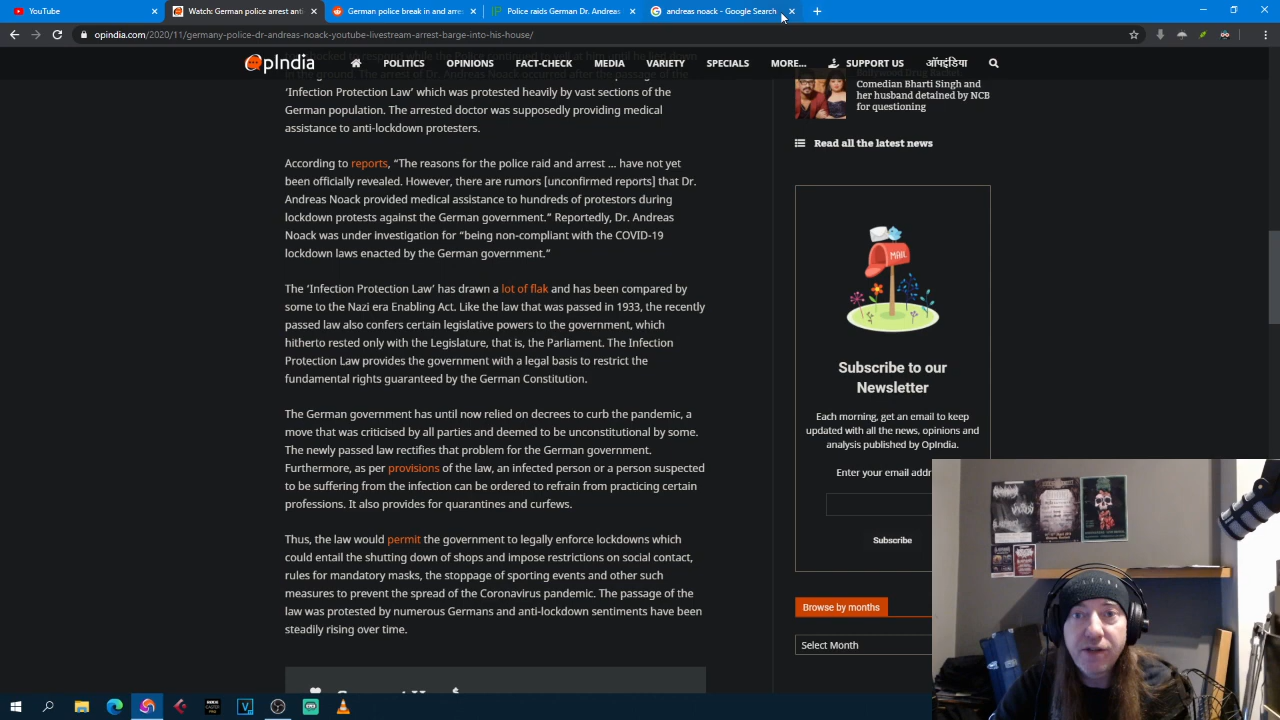 YouTube
Watch: German police arrest anti
German police break in and arres
Police raids German Dr. Andreas
andreas noack - Google Search
opindia.com/2020/11/germany-police-dr-andreas-noack-youtube-livestream-arrest-barge-into-his-house/
OpIndia
POLITICS
OPINIONS
FACT-CHECK
MEDIA
VARIETY
SPECIALS
MORE...
SUPPORT US
ऑपइंडिया
in the ground. The arrest of Dr. Andreas Noack occurred after the passage of the
'Infection Protection Law' which was protested heavily by vast sections of the
German population. The arrested doctor was supposedly providing medical
assistance to anti-lockdown protesters.
According to reports, “The reasons for the police raid and arrest … have not yet
been officially revealed. However, there are rumors [unconfirmed reports] that Dr.
Andreas Noack provided medical assistance to hundreds of protestors during
lockdown protests against the German government.” Reportedly, Dr. Andreas
Noack was under investigation for “being non-compliant with the COVID-19
lockdown laws enacted by the German government.”
The ‘Infection Protection Law’ has drawn a lot of flak and has been compared by
some to the Nazi era Enabling Act. Like the law that was passed in 1933, the recently
passed law also confers certain legislative powers to the government, which
hitherto rested only with the Legislature, that is, the Parliament. The Infection
Protection Law provides the government with a legal basis to restrict the
fundamental rights guaranteed by the German Constitution.
The German government has until now relied on decrees to curb the pandemic, a
move that was criticised by all parties and deemed to be unconstitutional by some.
The newly passed law rectifies that problem for the German government.
Furthermore, as per provisions of the law, an infected person or a person suspected
to be suffering from the infection can be ordered to refrain from practicing certain
professions. It also provides for quarantines and curfews.
Thus, the law would permit the government to legally enforce lockdowns which
could entail the shutting down of shops and impose restrictions on social contact,
rules for mandatory masks, the stoppage of sporting events and other such
measures to prevent the spread of the Coronavirus pandemic. The passage of the
law was protested by numerous Germans and anti-lockdown sentiments have been
steadily rising over time.
Comedian Bharti Singh and
her husband detained by NCB
for questioning
Read all the latest news
MAIL
Subscribe to our
Newsletter
Each morning, get an email to keep
updated with all the news, opinions and
analysis published by OpIndia.
Enter your email addr
Subscribe
Browse by months
Select Month